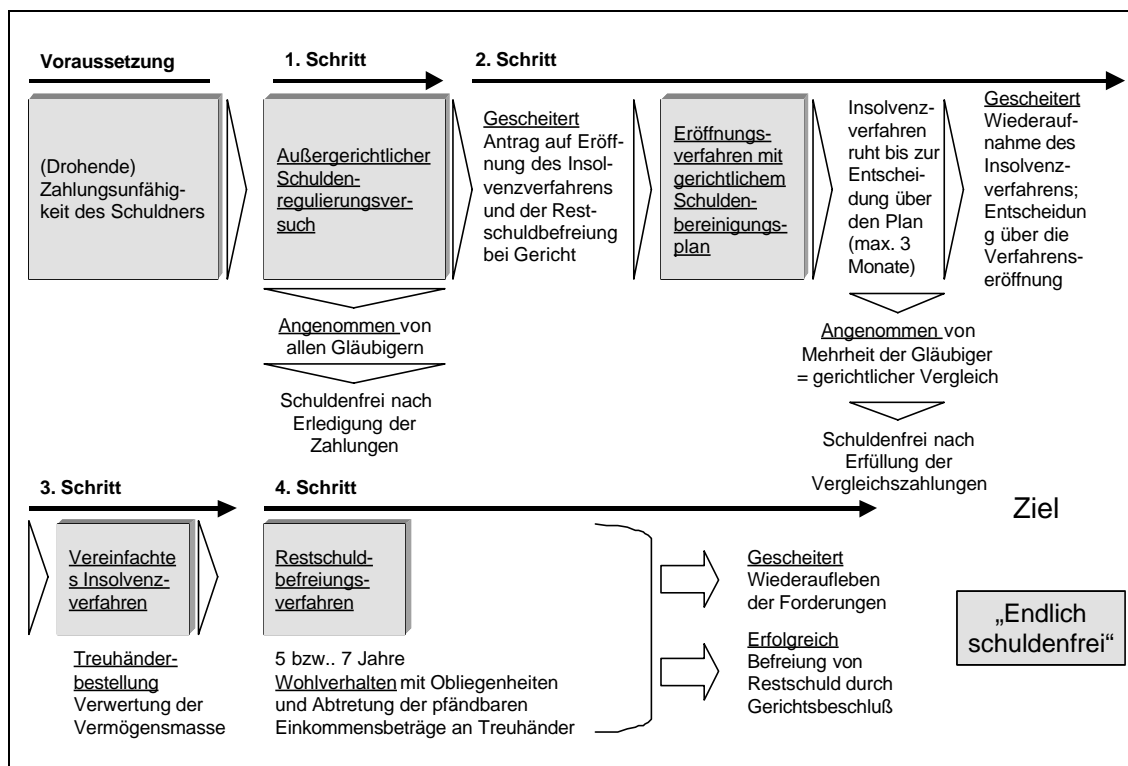 Voraussetzung
1. Schritt
2. Schritt
(Drohende)
Zahlungsunfähig-
keit des Schuldners
Außergerichtlicher
Schulden-
regulierungsver-
such
Gescheitert
Antrag auf Eröff-
nung des Insol-
venzverfahrens
und der Rest-
schuldbefreiung
bei Gericht
Eröffnungs-
verfahren mit
gerichtlichem
Schulden-
bereinigungs-
plan
Insolvenz-
verfahren
ruht bis zur
Entschei-
dung über
den Plan
(max. 3
Monate)
Gescheitert
Wiederauf-
nahme des
Insolvenz-
verfahrens;
Entscheidun
g über die
Verfahrens-
eröffnung
Angenommen von
allen Gläubigern
Schuldenfrei nach
Erledigung der
Zahlungen
Angenommen von
Mehrheit der Gläubiger
= gerichtlicher Vergleich
Schuldenfrei nach
Erfüllung der
Vergleichszahlungen
3. Schritt
4. Schritt
Ziel
Vereinfachte
s Insolvenz-
verfahren
Restschuld-
befreiungs-
verfahren
Treuhänder-
bestellung
Verwertung der
Vermögensmasse
5 bzw.. 7 Jahre
Wohlverhalten mit Obliegenheiten
und Abtretung der pfändbaren
Einkommensbeträge an Treuhänder
Gescheitert
Wiederaufleben
der Forderungen
Erfolgreich
Befreiung von
Restschuld durch
Gerichtsbeschluß
„Endlich
schuldenfrei“